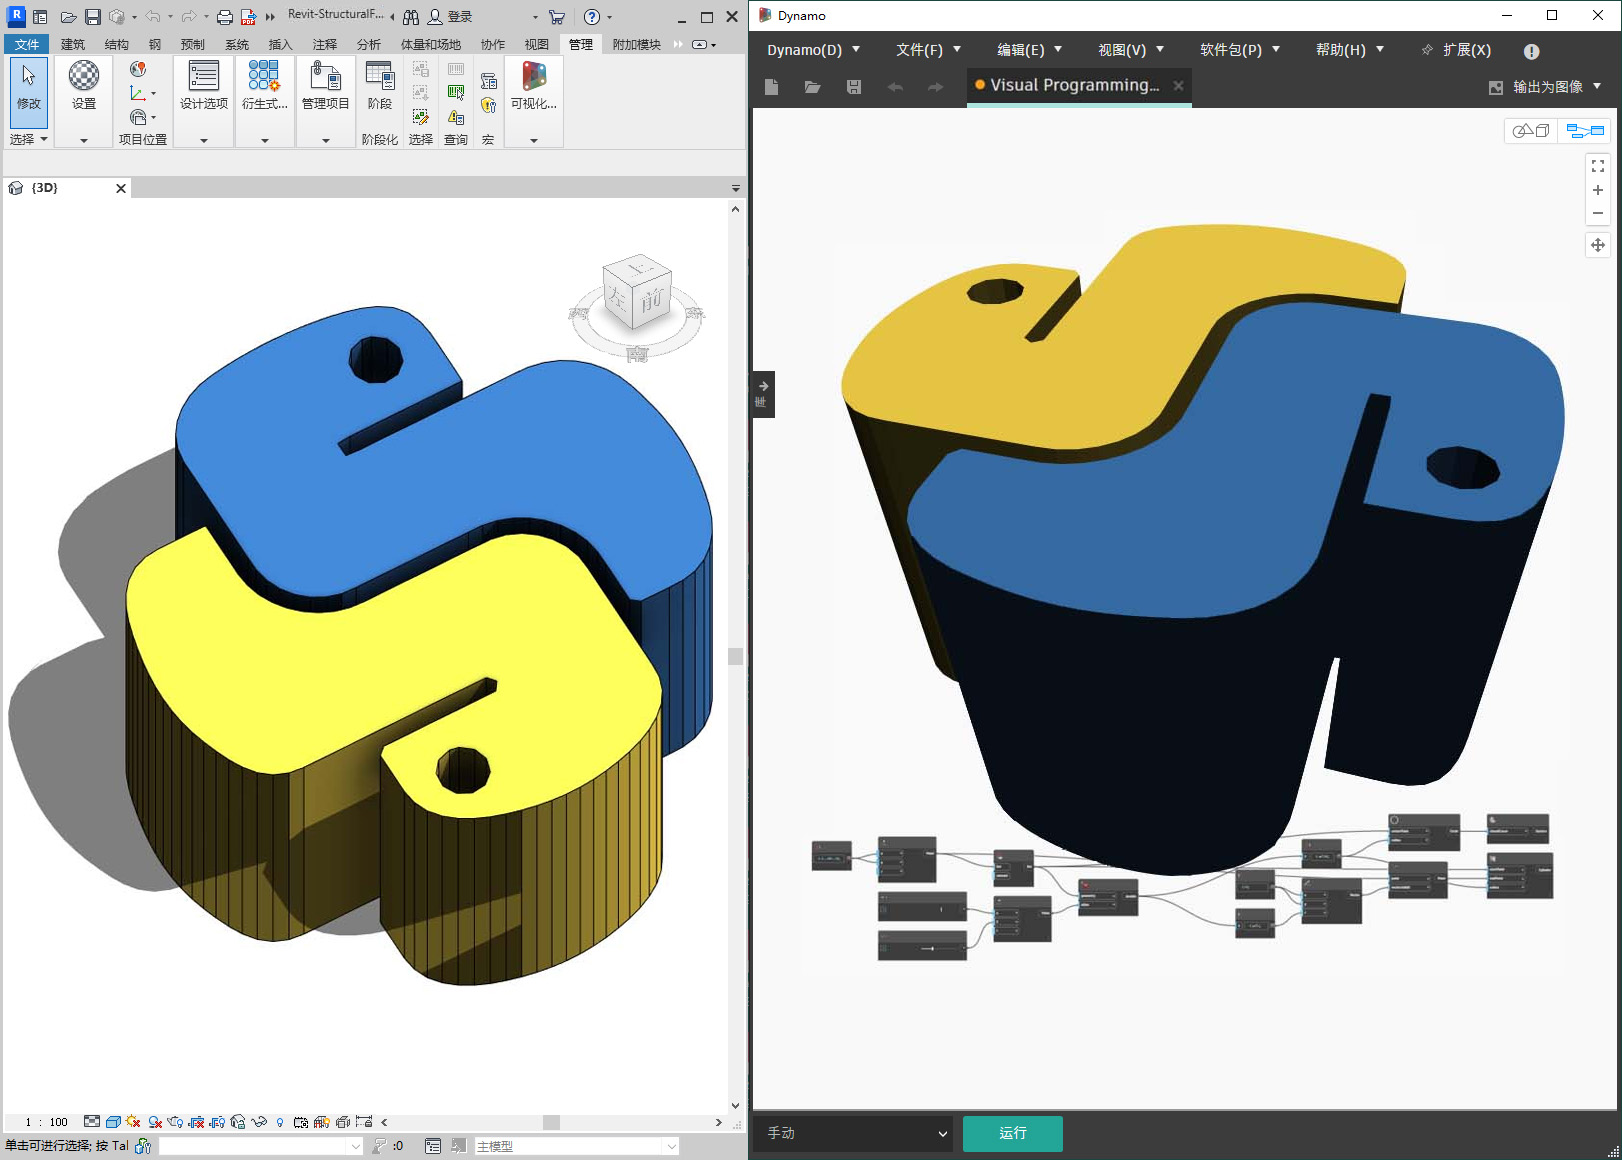 R
Revit-StructuralF...
登录
文件 建筑 结构 钢 预制 系统 插入 注释 分析 体量和场地 协作 视图 管理 附加模块
修改
设置
设计选项
衍生式...
管理项目
阶段
可视化...
选择
项目位置
阶段化
选择
查询
宏
{3D}
上
左
前
南
1 : 100
单击可进行选择; 按 Tal
:0
主模型
Dynamo
Dynamo(D) 文件(F) 编辑(E) 视图(V) 软件包(P) 帮助(H) 扩展(X)
Visual Programming...
输出为图像
库
手动
运行